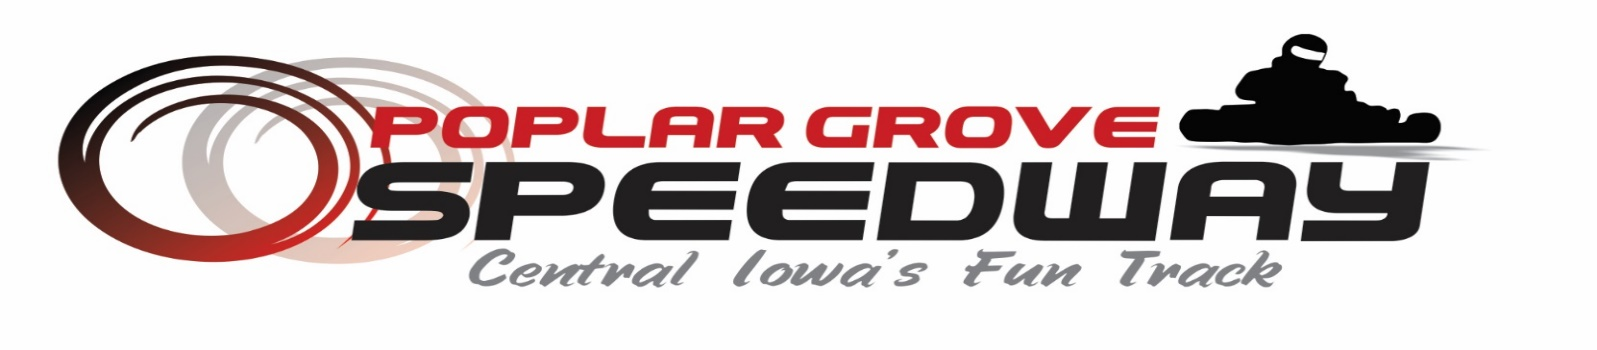 POPLAR GROVE
SPEEDWAY
Central Iowa's Fun Track